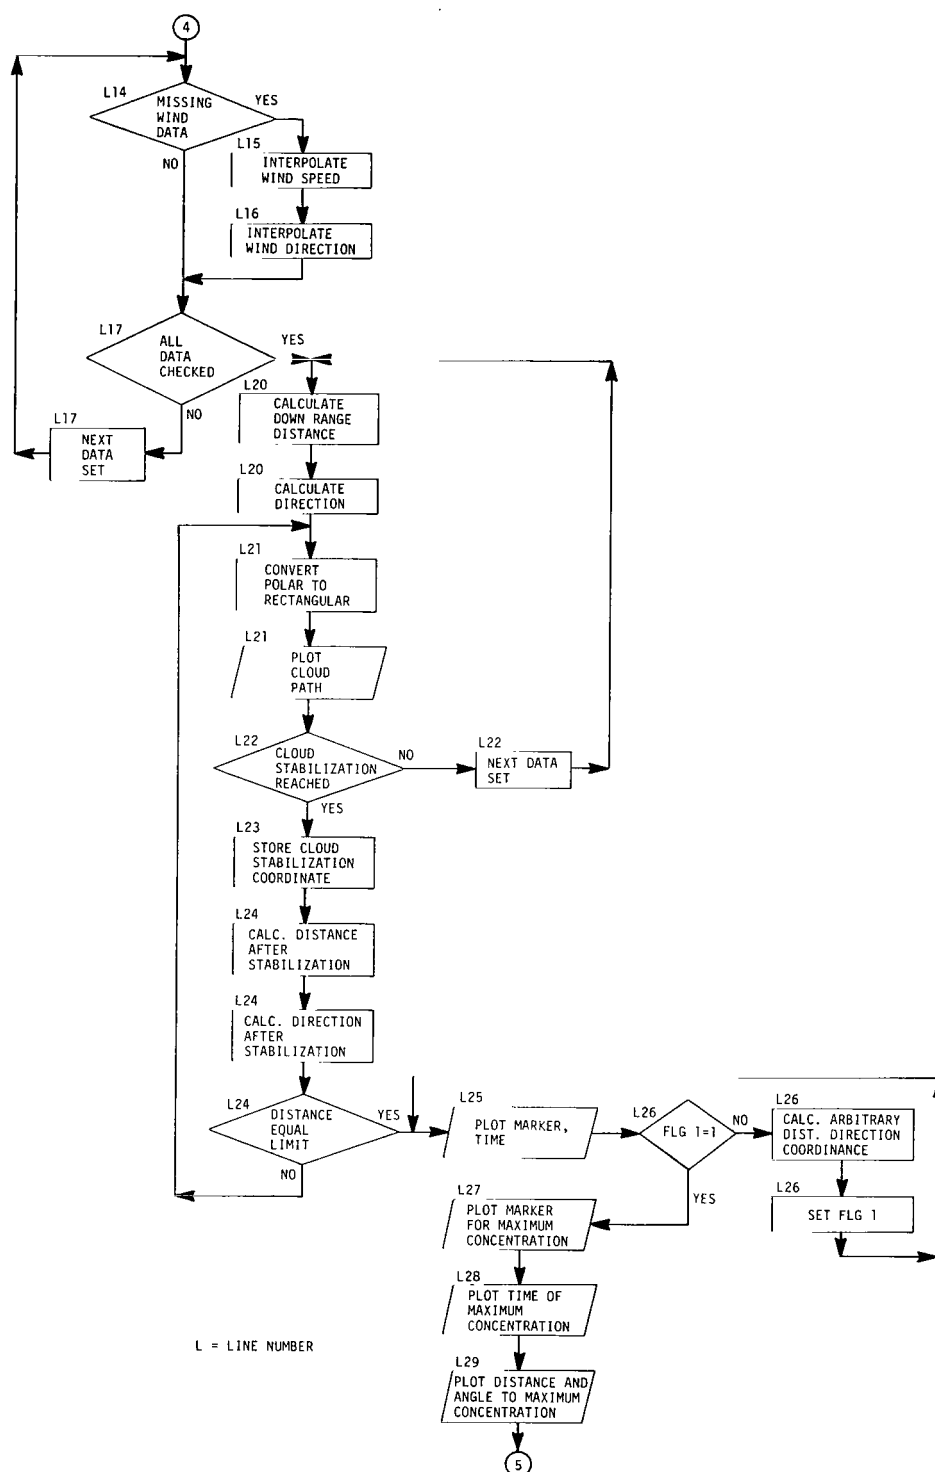 4
L14
MISSING
WIND
DATA
YES
NO
L15
INTERPOLATE
WIND SPEED
L16
INTERPOLATE
WIND DIRECTION
L17
ALL
DATA
CHECKED
YES
NO
L17
NEXT
DATA
SET
L20
CALCULATE
DOWN RANGE
DISTANCE
L20
CALCULATE
DIRECTION
L21
CONVERT
POLAR TO
RECTANGULAR
L21
PLOT
CLOUD
PATH
L22
CLOUD
STABILIZATION
REACHED
NO
YES
L22
NEXT DATA
SET
L23
STORE CLOUD
STABILIZATION
COORDINATE
L24
CALC. DISTANCE
AFTER
STABILIZATION
L24
CALC. DIRECTION
AFTER
STABILIZATION
L24
DISTANCE
EQUAL
LIMIT
YES
NO
L25
PLOT MARKER,
TIME
L26
FLG 1=1
NO
YES
L26
CALC. ARBITRARY
DIST. DIRECTION
COORDINANCE
L26
SET FLG 1
L27
PLOT MARKER
FOR MAXIMUM
CONCENTRATION
L28
PLOT TIME OF
MAXIMUM
CONCENTRATION
L = LINE NUMBER
L29
PLOT DISTANCE AND
ANGLE TO MAXIMUM
CONCENTRATION
5